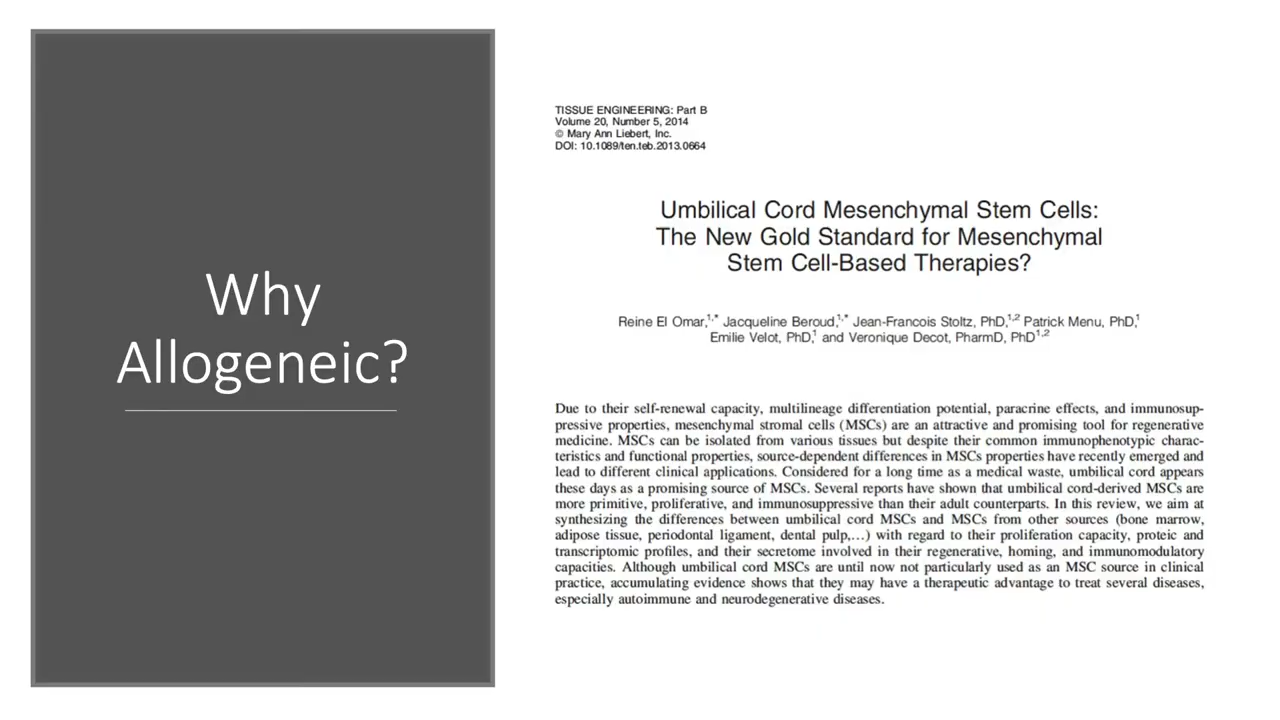 Why
Allogeneic?
TISSUE ENGINEERING: Part B
Volume 20, Number 5, 2014
© Mary Ann Liebert, Inc.
DOI: 10.1089/ten.teb.2013.0664
Umbilical Cord Mesenchymal Stem Cells:
The New Gold Standard for Mesenchymal
Stem Cell-Based Therapies?
Reine El Omar,1,* Jacqueline Beroud,1,* Jean-Francois Stoltz, PhD,1,2 Patrick Menu, PhD,1
Emilie Velot, PhD,1 and Veronique Decot, PharmD, PhD1,2
Due to their self-renewal capacity, multilineage differentiation potential, paracrine effects, and immunosup-
pressive properties, mesenchymal stromal cells (MSCs) are an attractive and promising tool for regenerative
medicine. MSCs can be isolated from various tissues but despite their common immunophenotypic charac-
teristics and functional properties, source-dependent differences in MSCs properties have recently emerged and
lead to different clinical applications. Considered for a long time as a medical waste, umbilical cord appears
these days as a promising source of MSCs. Several reports have shown that umbilical cord-derived MSCs are
more primitive, proliferative, and immunosuppressive than their adult counterparts. In this review, we aim at
synthesizing the differences between umbilical cord MSCs and MSCs from other sources (bone marrow,
adipose tissue, periodontal ligament, dental pulp,...) with regard to their proliferation capacity, proteic and
transcriptomic profiles, and their secretome involved in their regenerative, homing, and immunomodulatory
capacities. Although umbilical cord MSCs are until now not particularly used as an MSC source in clinical
practice, accumulating evidence shows that they may have a therapeutic advantage to treat several diseases,
especially autoimmune and neurodegenerative diseases.